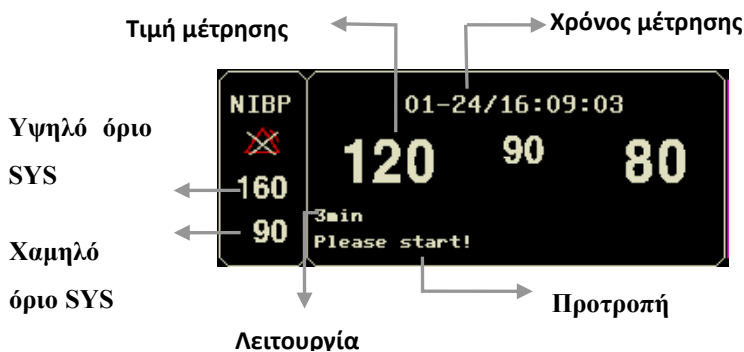 Τιμή μέτρησης
Χρόνος μέτρησης
Υψηλό όριο
SYS
Χαμηλό
όριο SYS
NIBP
160
90
01-24/16:09:03
120 90 80
3min
Please start!
Προτροπή
Λειτουργία